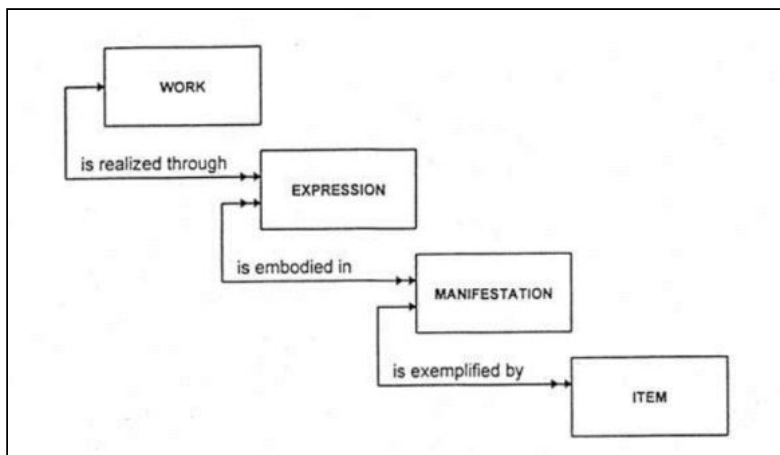 WORK
is realized through
EXPRESSION
is embodied in
MANIFESTATION
is exemplified by
ITEM